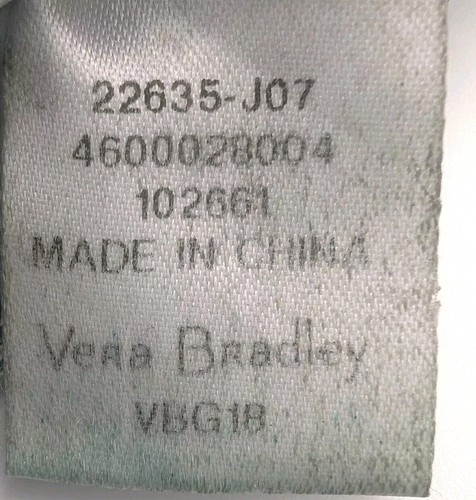 22635-J07
4600028004
102661
MADE IN CHINA
Vera Bradley
VBG18